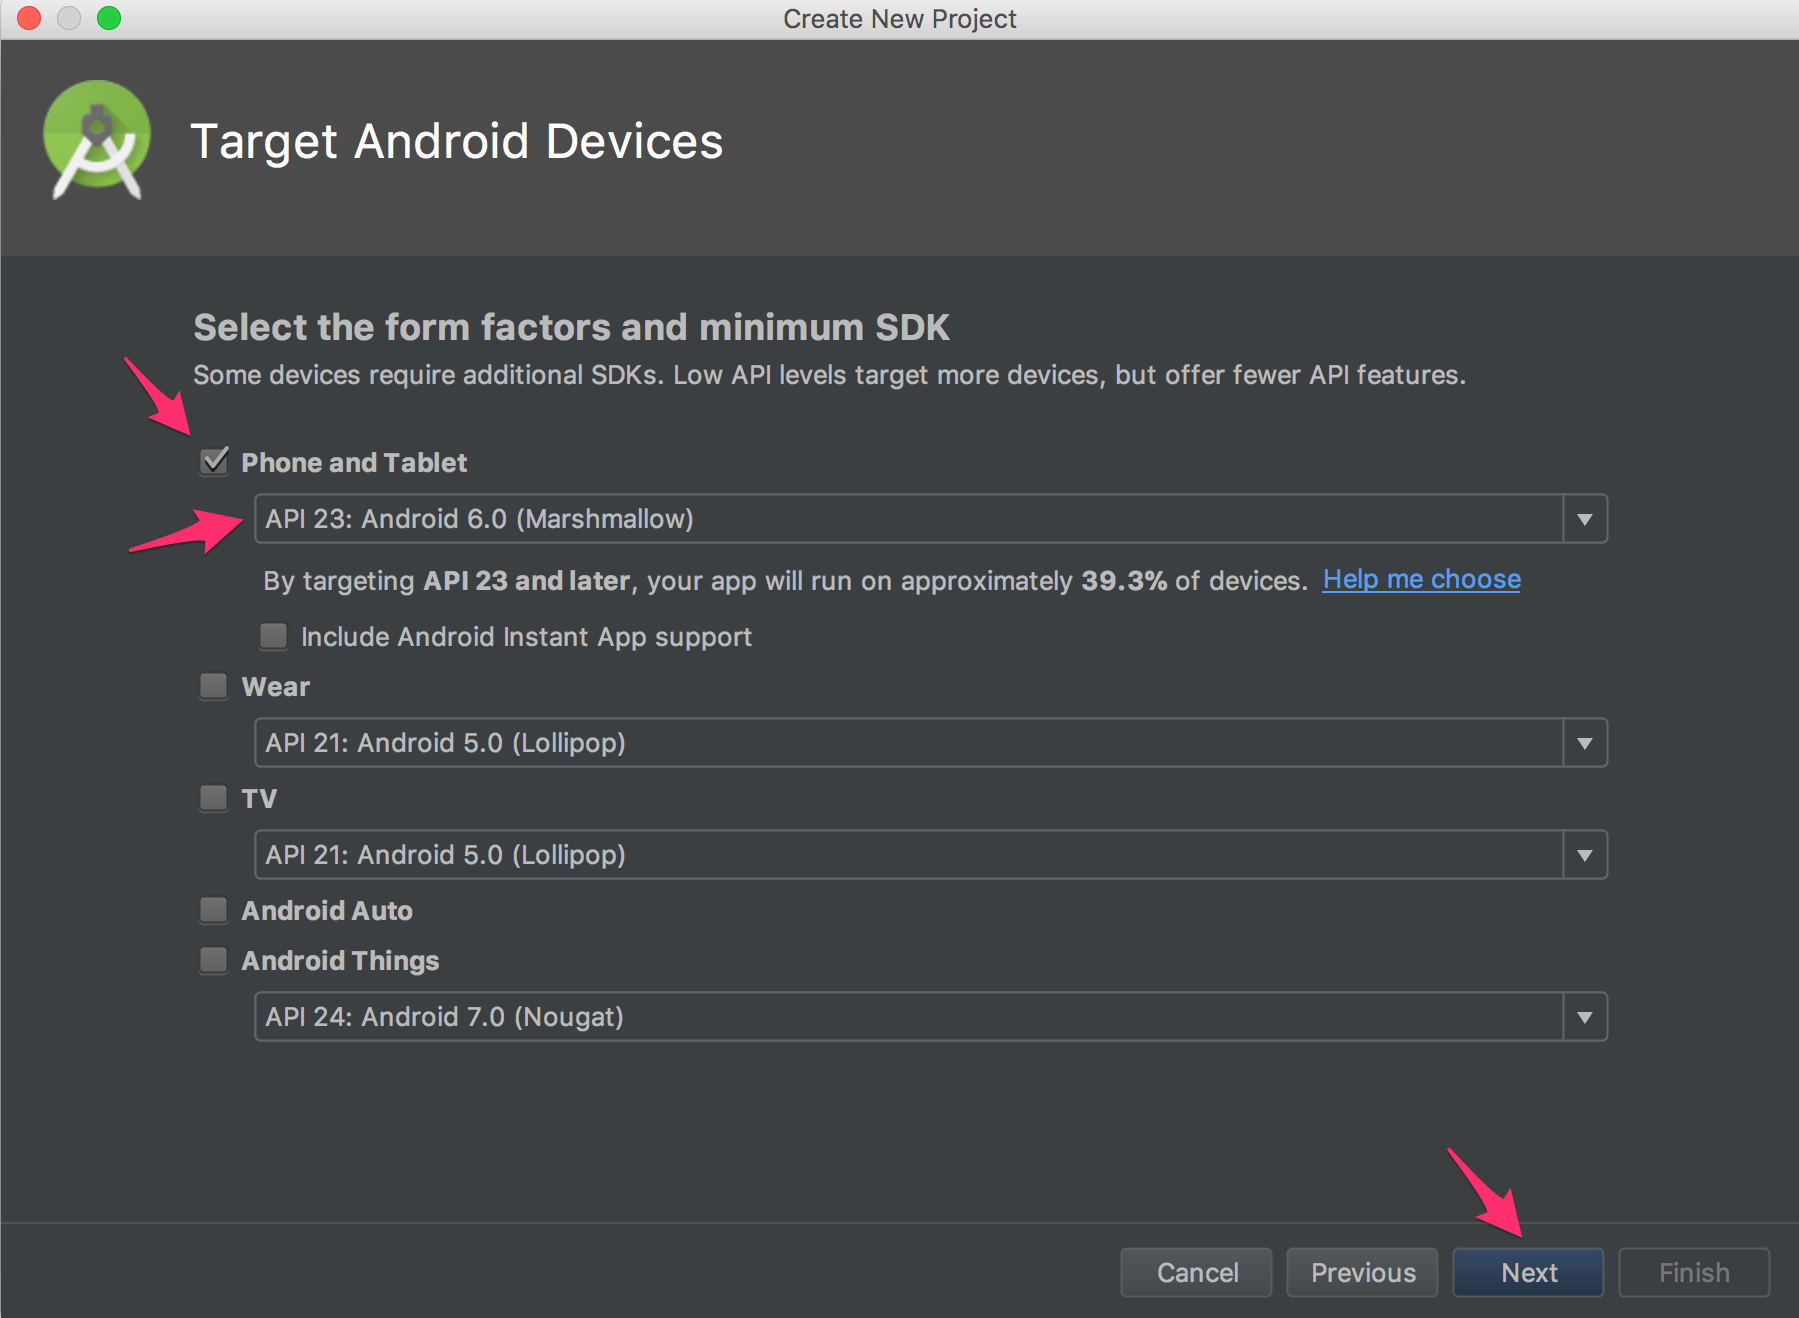 Create New Project
Target Android Devices
Select the form factors and minimum SDK
Some devices require additional SDKs. Low API levels target more devices, but offer fewer API features.
Phone and Tablet
API 23: Android 6.0 (Marshmallow)
By targeting API 23 and later, your app will run on approximately 39.3% of devices. Help me choose
Include Android Instant App support
Wear
API 21: Android 5.0 (Lollipop)
TV
API 21: Android 5.0 (Lollipop)
Android Auto
Android Things
API 24: Android 7.0 (Nougat)
Cancel Previous Next Finish